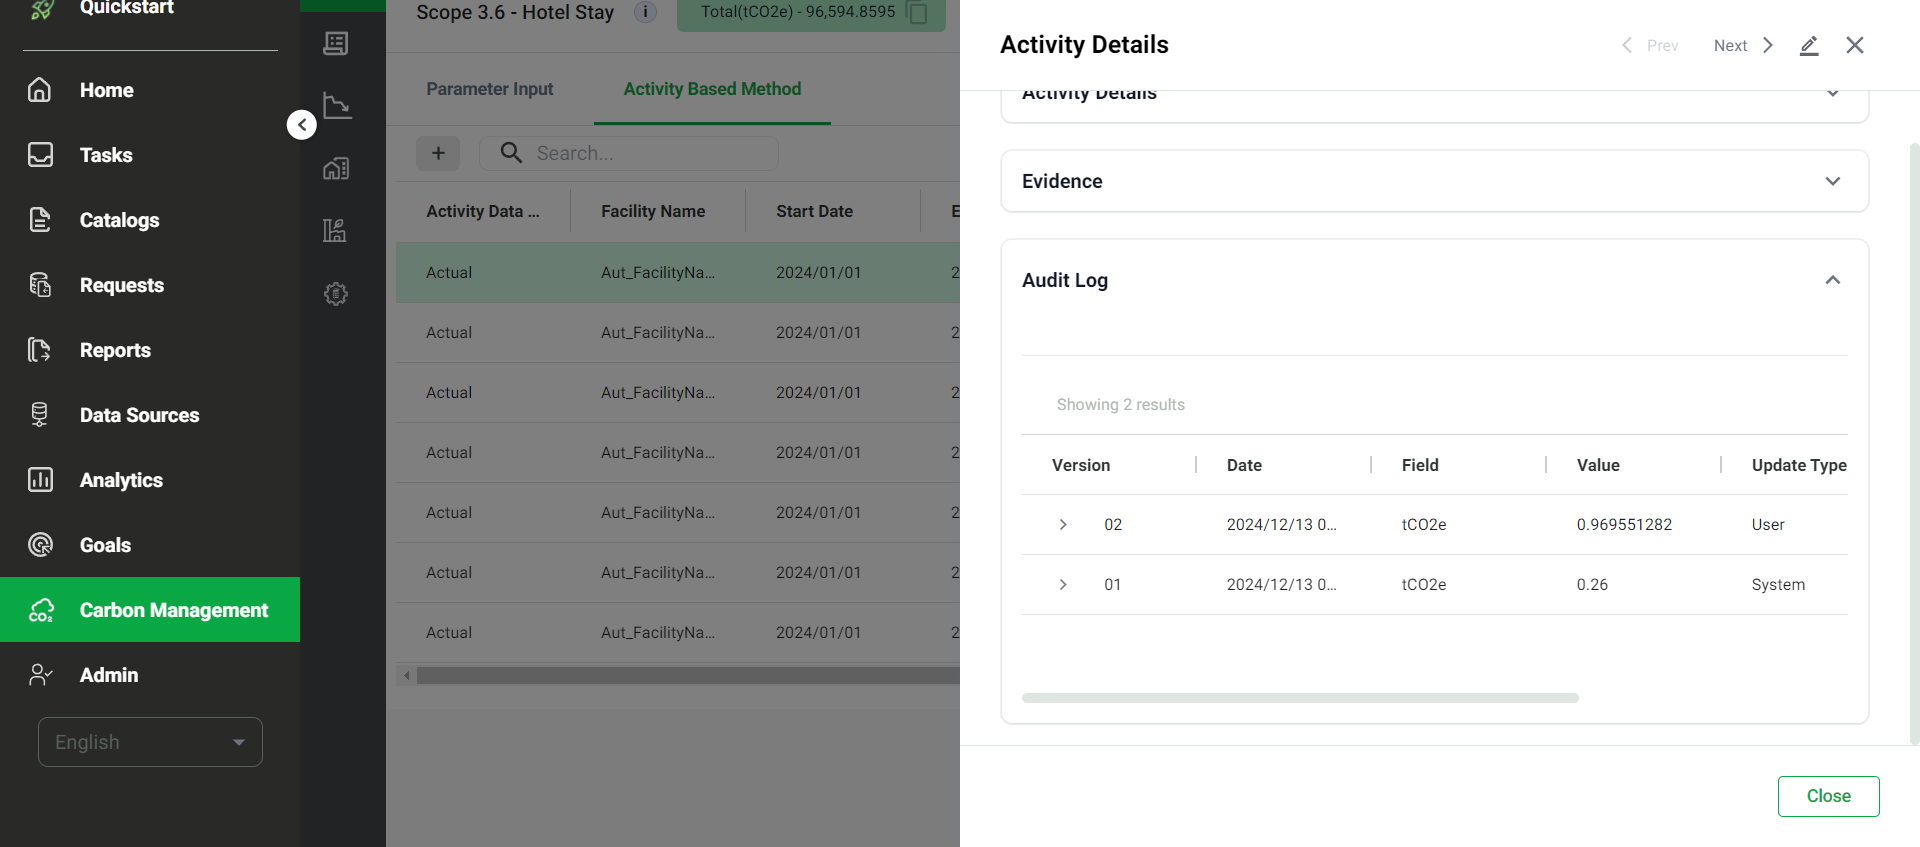 Quickstart
Home
Tasks
Catalogs
Requests
Reports
Data Sources
Analytics
Goals
Carbon Management
Admin
English
Scope 3.6 - Hotel Stay
Total(tCO2e) - 96,594.8595
Parameter Input
Activity Based Method
+
Search...
Activity Data ... Facility Name Start Date E
Actual Aut_FacilityNa... 2024/01/01 2
Actual Aut_FacilityNa... 2024/01/01 2
Actual Aut_FacilityNa... 2024/01/01 2
Actual Aut_FacilityNa... 2024/01/01 2
Actual Aut_FacilityNa... 2024/01/01 2
Actual Aut_FacilityNa... 2024/01/01 2
Actual Aut_FacilityNa... 2024/01/01 2
Activity Details
Prev
Next
Activity Details
Evidence
Audit Log
Showing 2 results
Version Date Field Value Update Type
02 2024/12/13 0... tCO2e 0.969551282 User
01 2024/12/13 0... tCO2e 0.26 System
Close